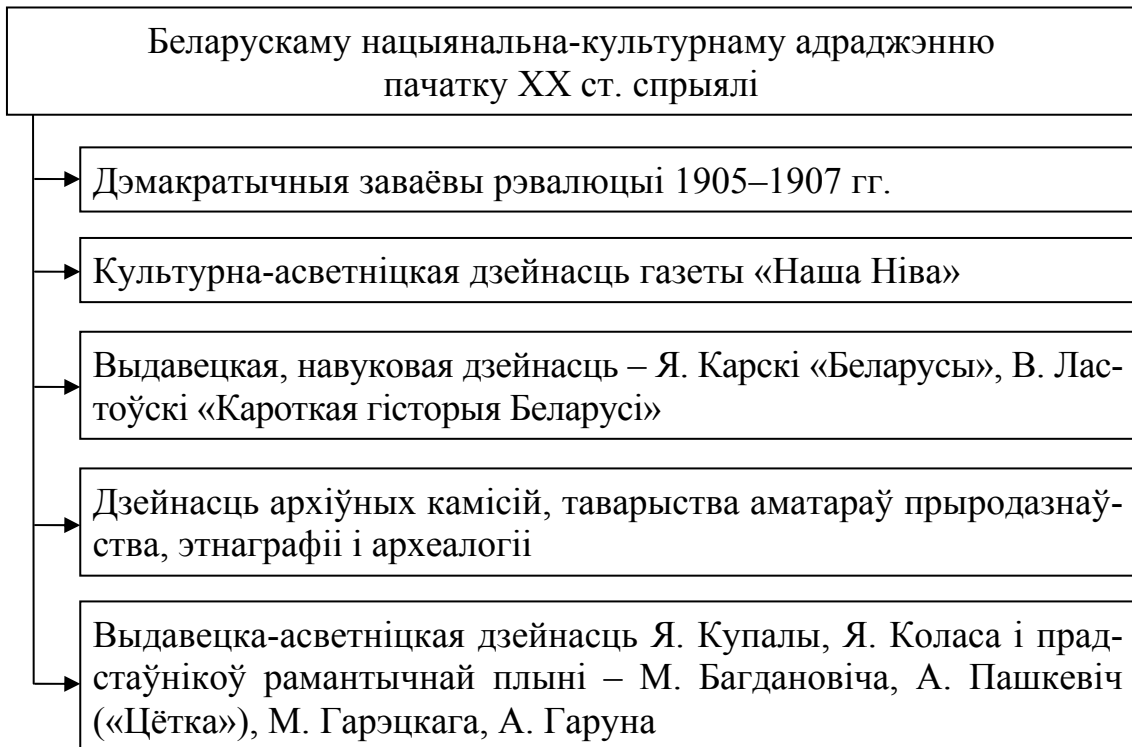 Беларускаму нацыянальна-культурнаму адраджэнню
пачатку XX ст. спрыялі
Дэмакратычныя заваёвы рэвалюцыі 1905–1907 гг.
Культурна-асветніцкая дзейнасць газеты «Наша Ніва»
Выдавецкая, навуковая дзейнасць – Я. Карскі «Беларусы», В. Лас-
тоўскі «Кароткая гісторыя Беларусі»
Дзейнасць архіўных камісій, таварыства аматараў прыродазнаў-
ства, этнаграфіі і археалогіі
Выдавецка-асветніцкая дзейнасць Я. Купалы, Я. Коласа і прад-
стаўнікоў рамантычнай плыні – М. Багдановіча, А. Пашкевіч
(«Цётка»), М. Гарэцкага, А. Гаруна